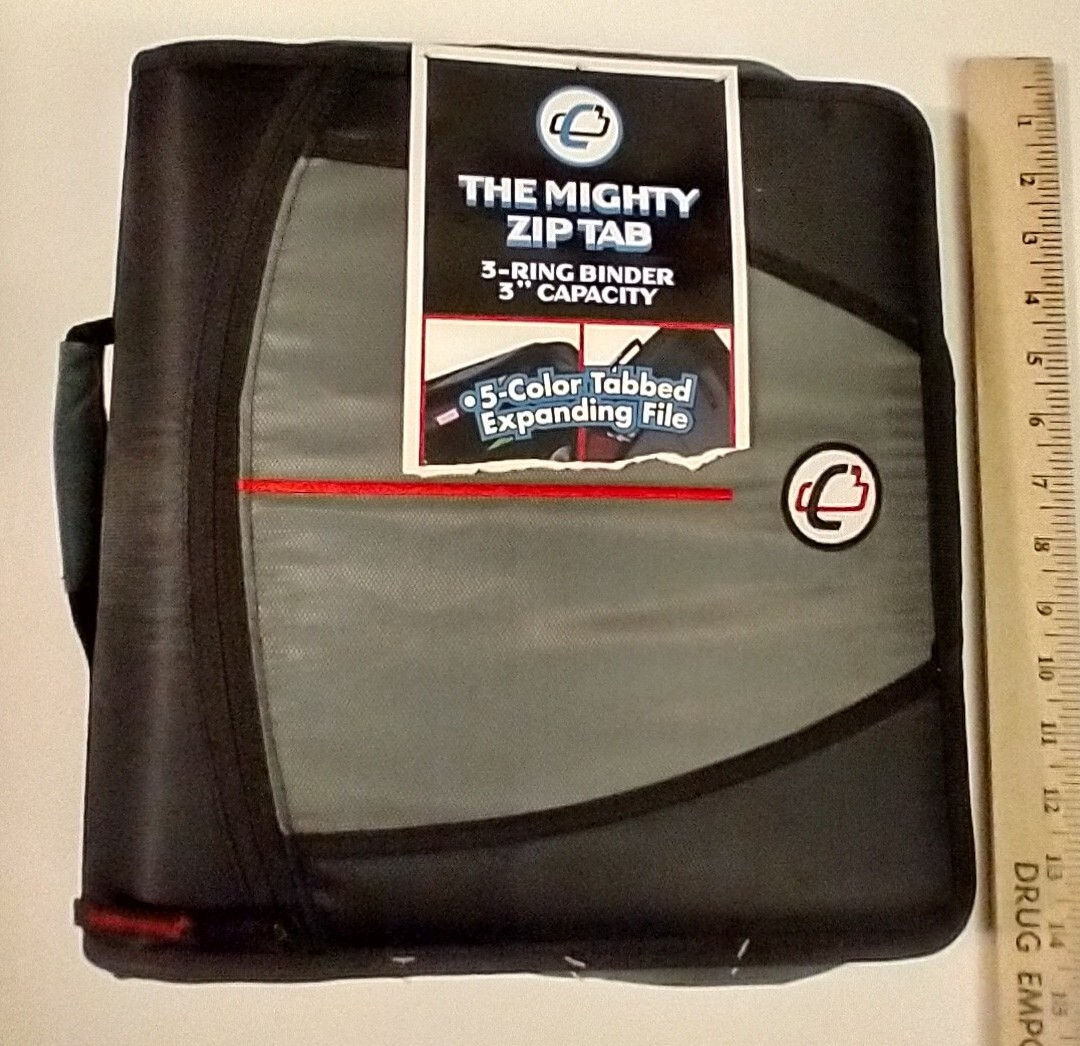 THE MIGHTY
ZIP TAB
3-RING BINDER
3" CAPACITY
• 5-Color Tabbed
Expanding File
1
2
3
4
5
6
7
8
9
10
11
12
13
14
15
DRUG EMPO